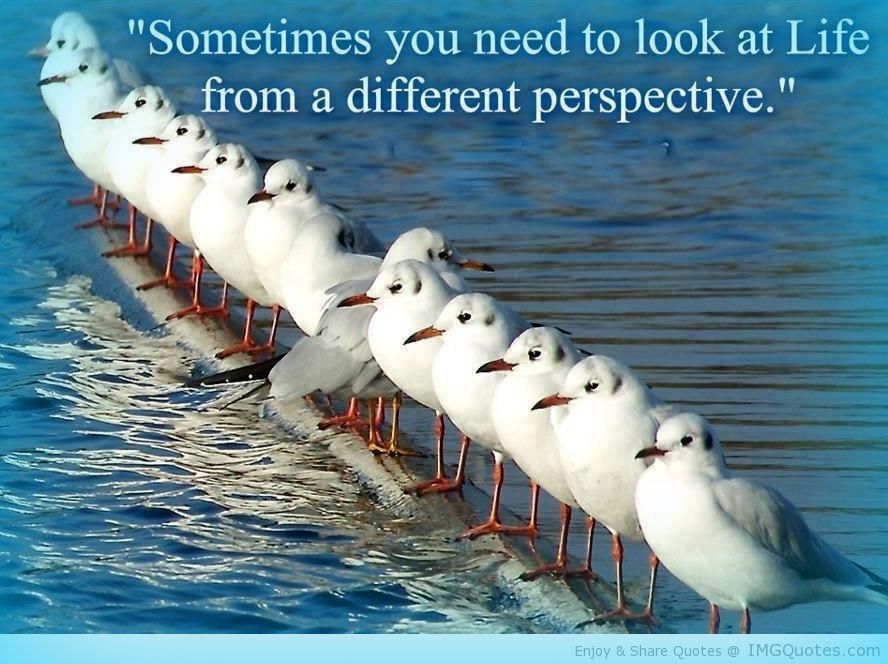 "Sometimes you need to look at Life
from a different perspective."
Enjoy & Share Quotes @ IMGQuotes.com